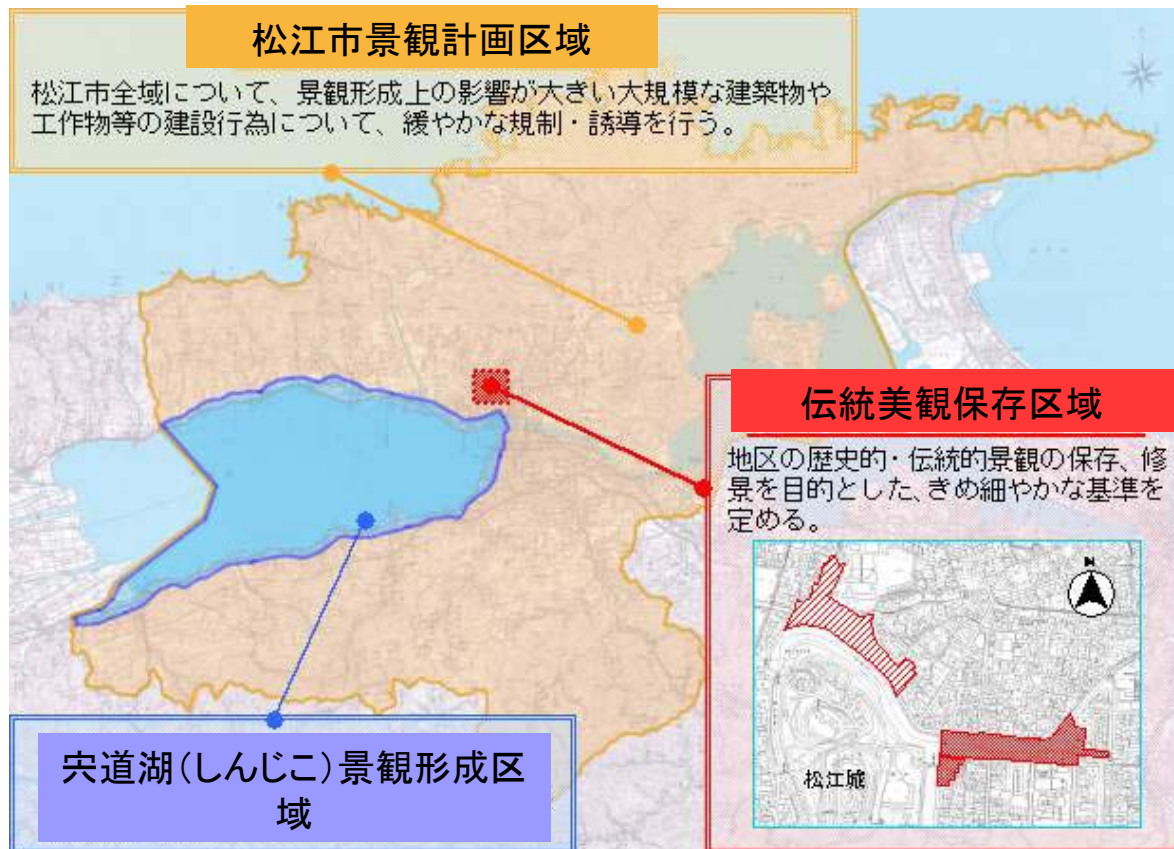 松江市景観計画区域
松江市全域について、景観形成上の影響が大きい大規模な建築物や
工作物等の建設行為について、緩やかな規制・誘導を行う。
伝統美観保存区域
地区の歴史的・伝統的景観の保存、修
景を目的とした、きめ細やかな基準を
定める。
N
松江城
宍道湖(しんじこ)景観形成区
域